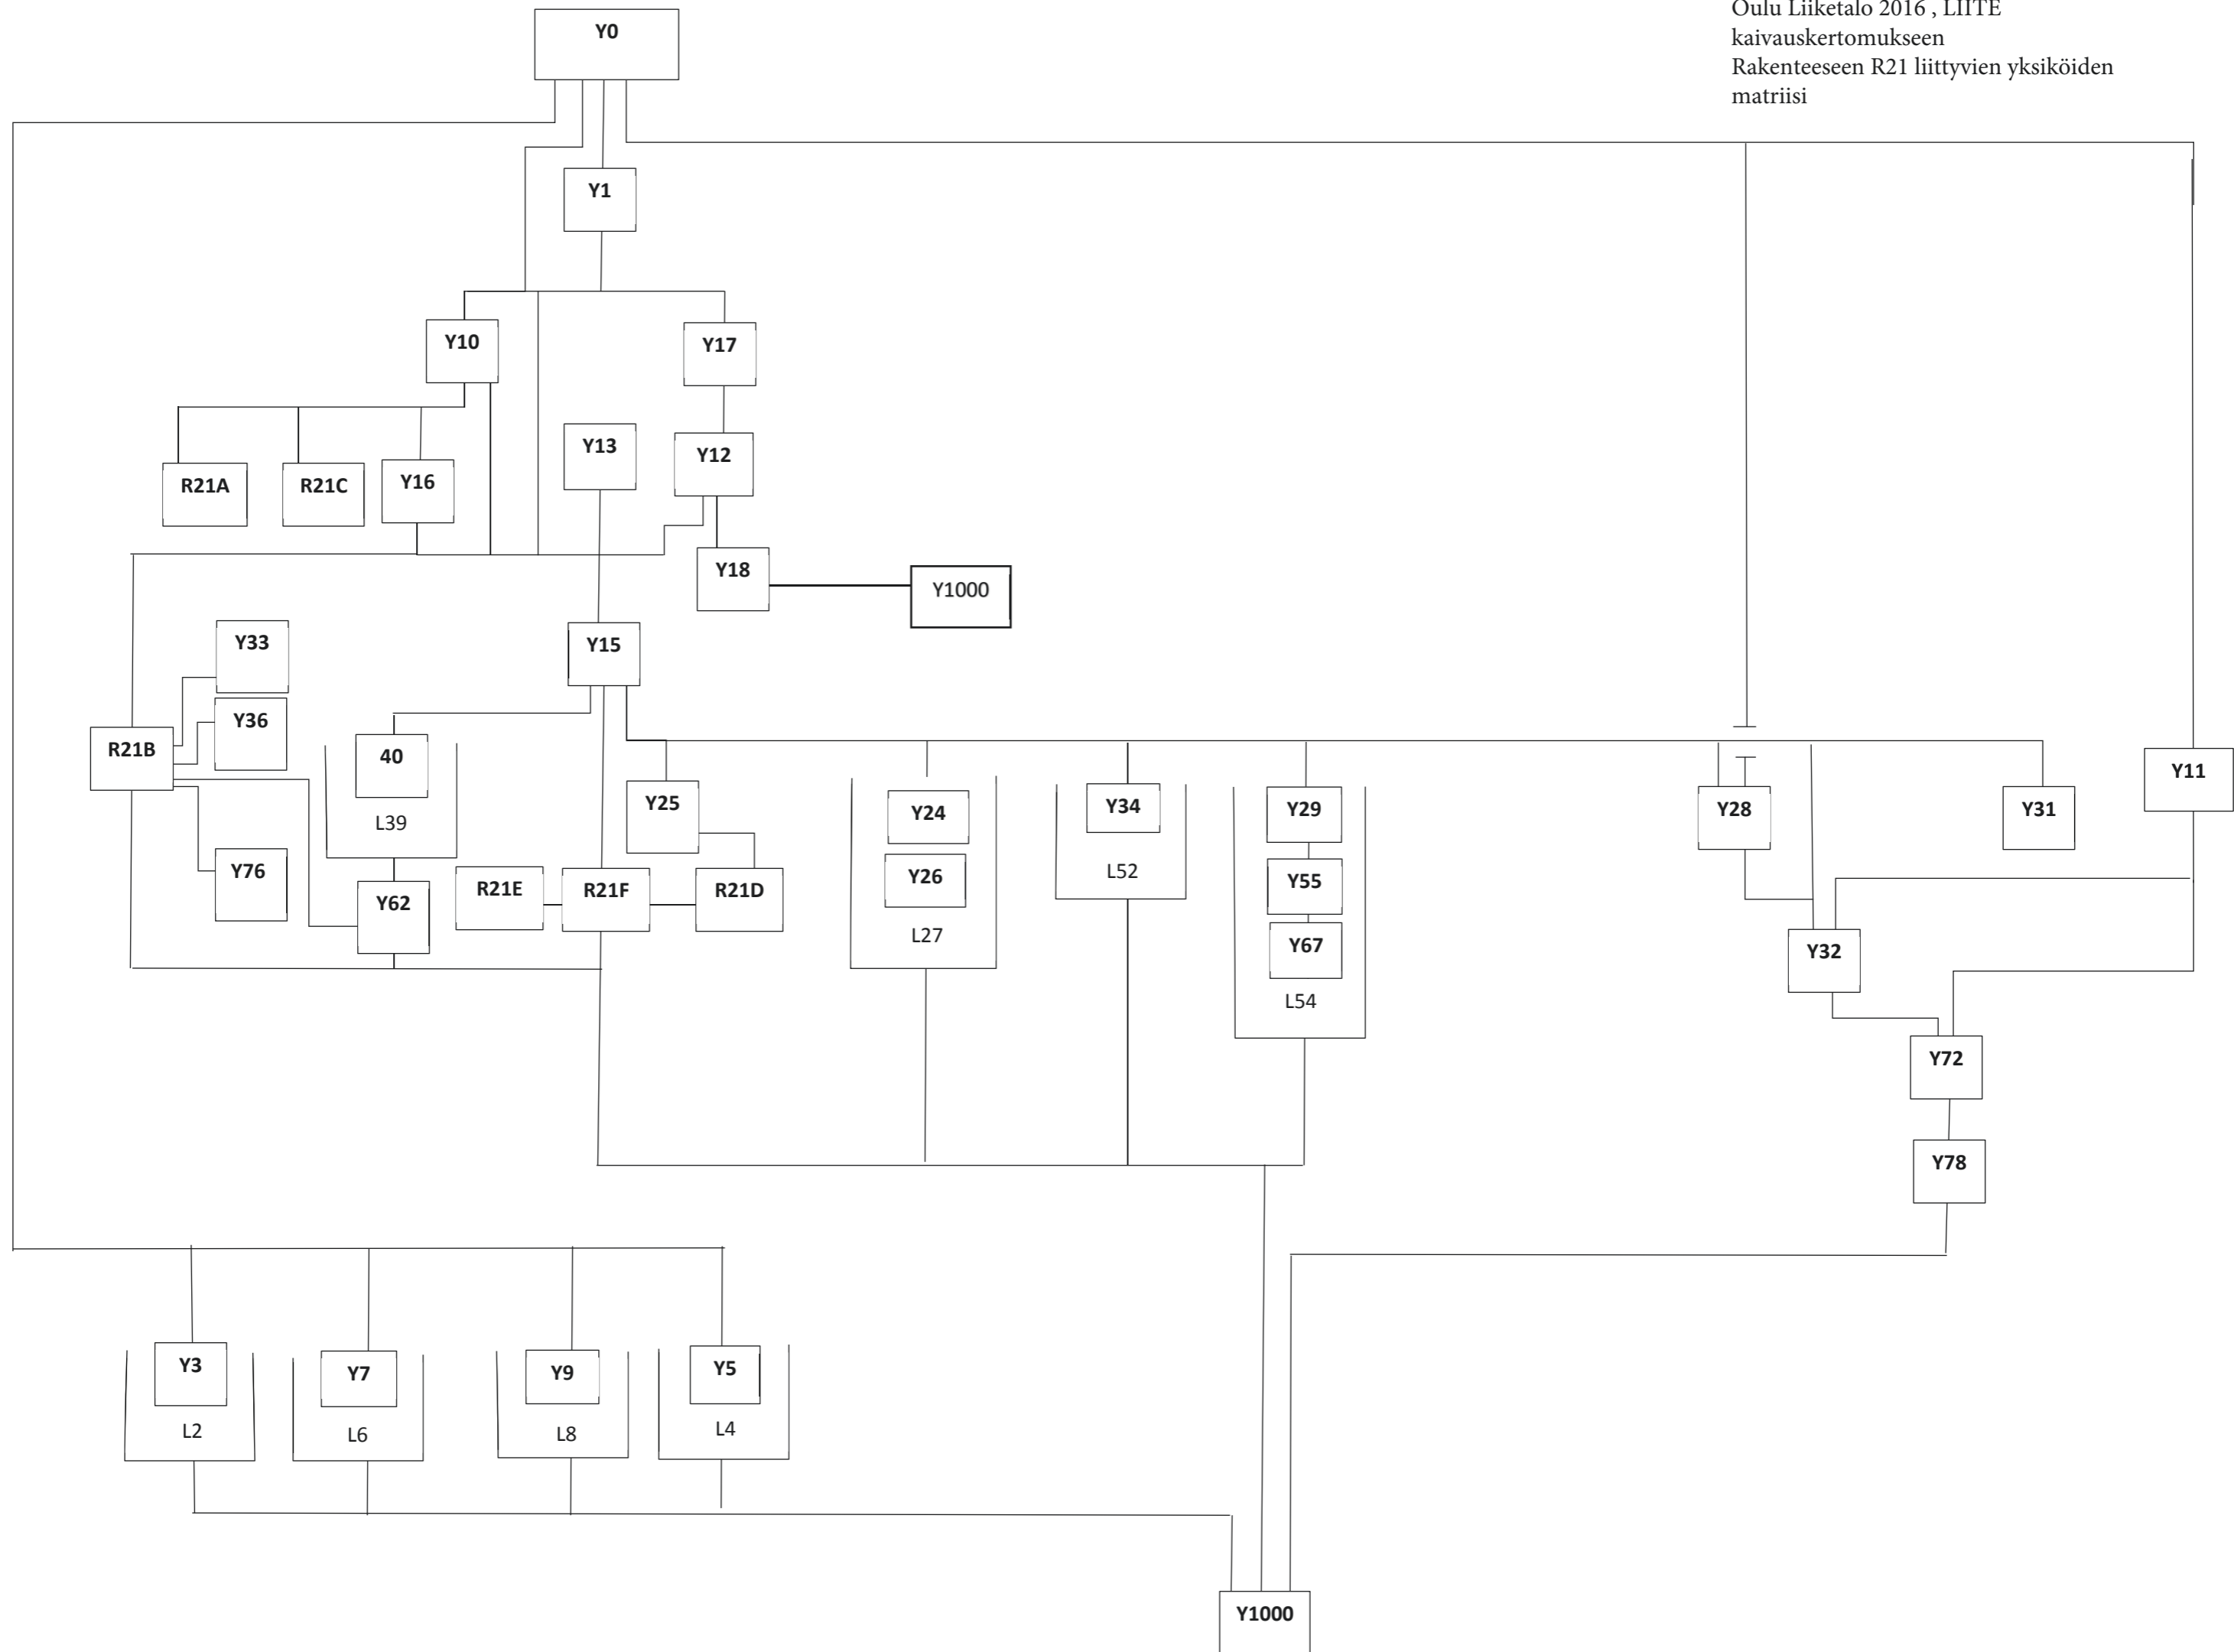 Oulu Liiketalo 2016 , LIITE
kaivauskertomukseen
Rakenteeseen R21 liittyvien yksiköiden
matriisi
Y0
Y1
Y10
Y17
Y13
Y12
R21A
R21C
Y16
Y18
Y1000
Y33
Y15
Y36
R21B
40
Y25
Y24
Y34
Y29
Y28
Y31
Y11
L39
Y76
Y62
R21E
R21F
R21D
Y26
L52
Y55
L27
Y67
Y32
L54
Y72
Y78
Y3
Y7
Y9
Y5
L2
L6
L8
L4
Y1000